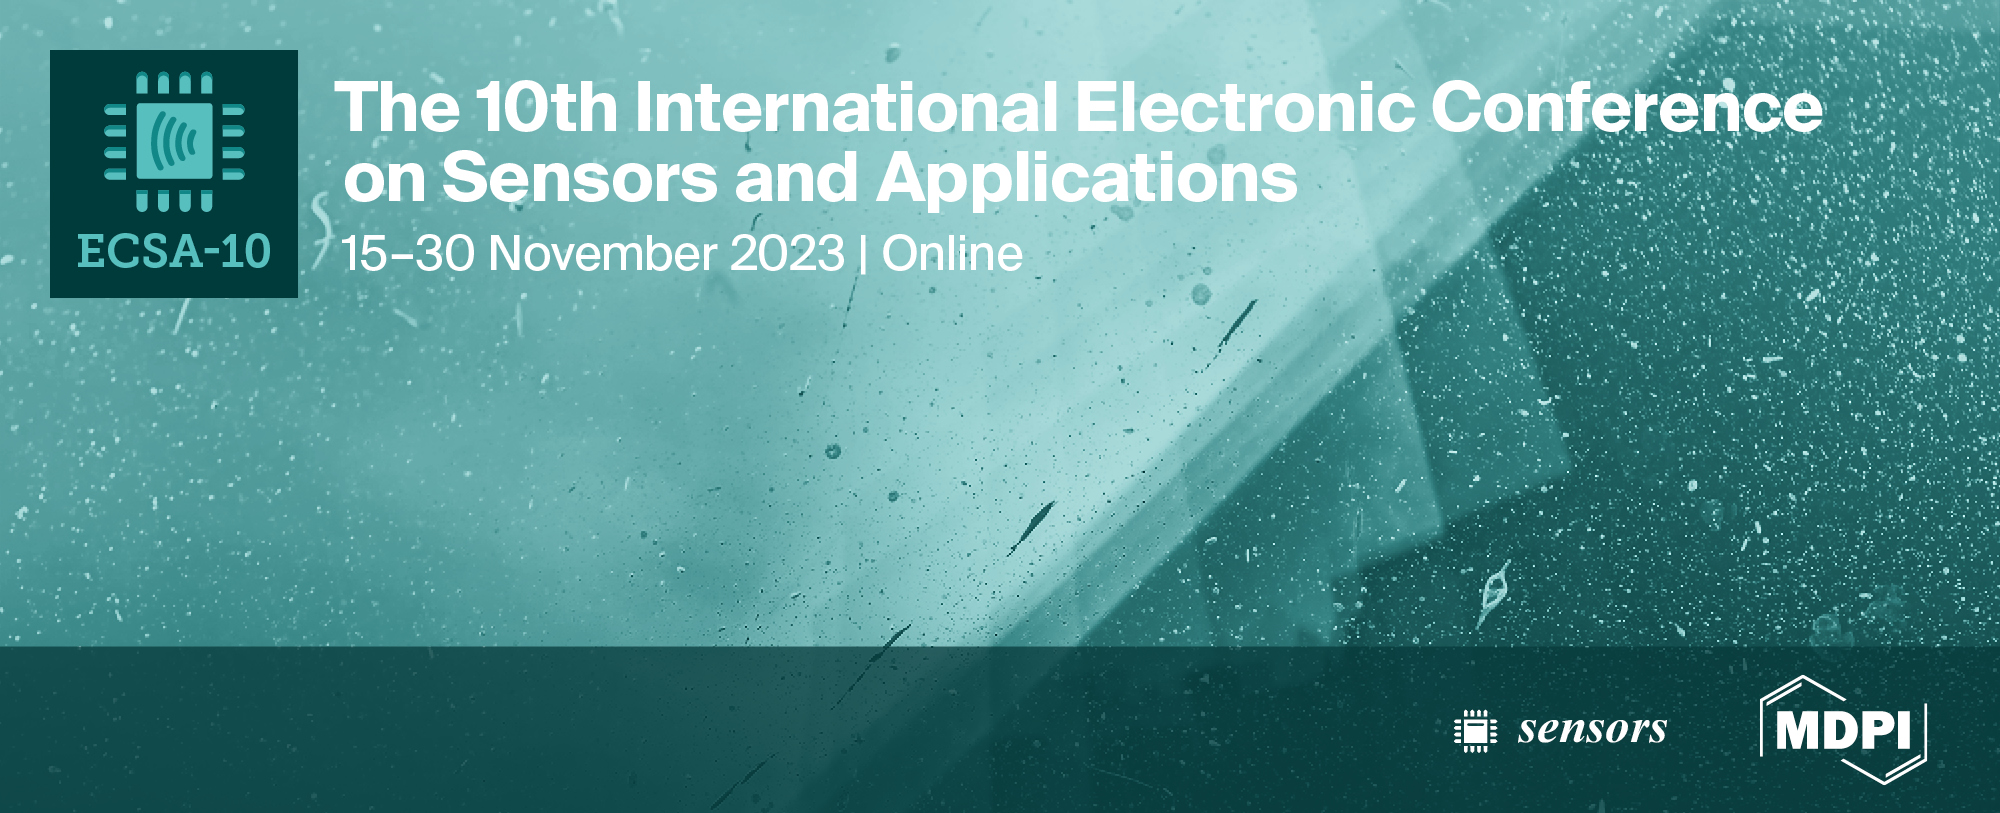 The 10th International Electronic Conference
on Sensors and Applications
15–30 November 2023 | Online
ECSA-10
sensors
MDPI